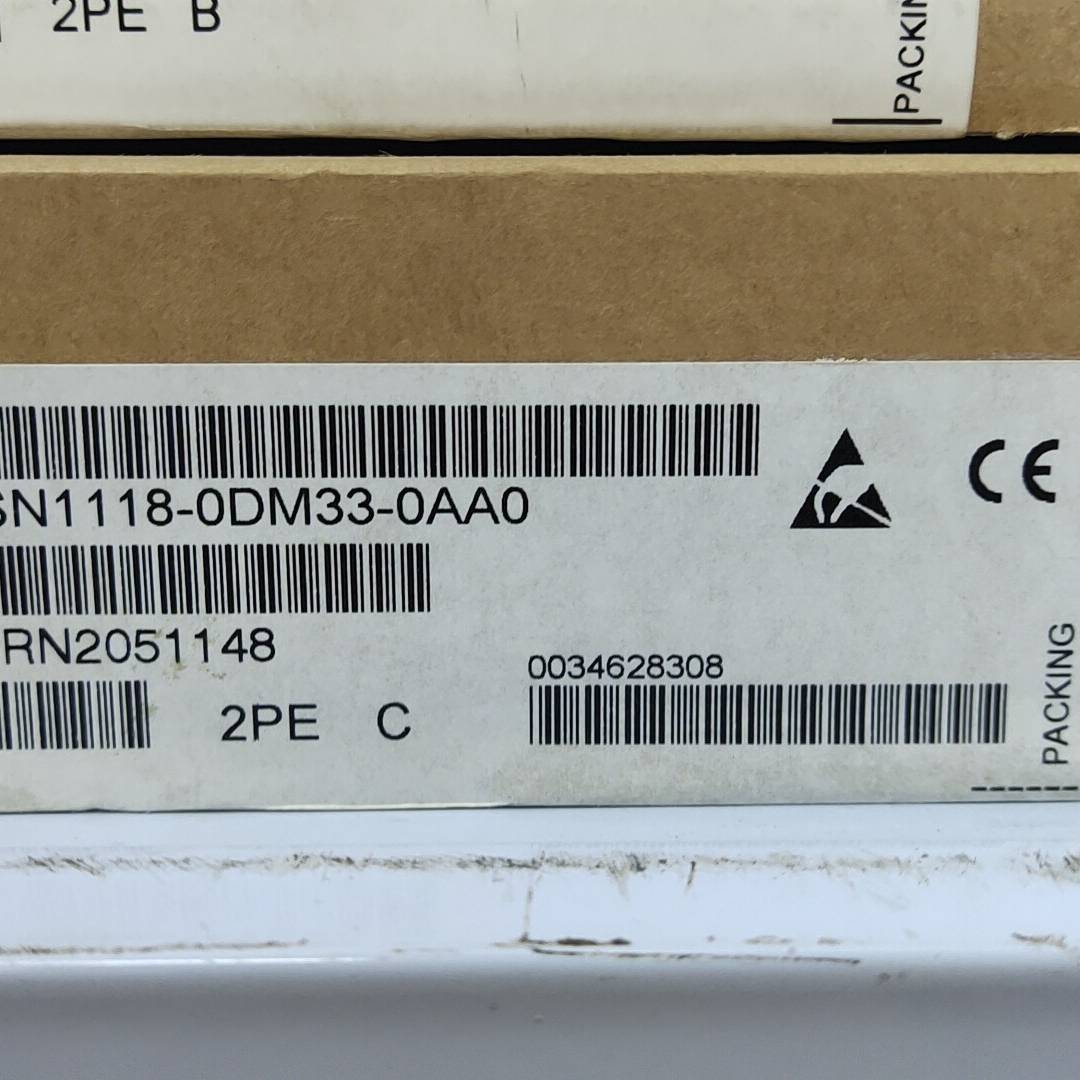 2PE B
PACKIN
SN1118-0DM33-0AA0
RN2051148
0034628308
2PE C
PACKING
CE